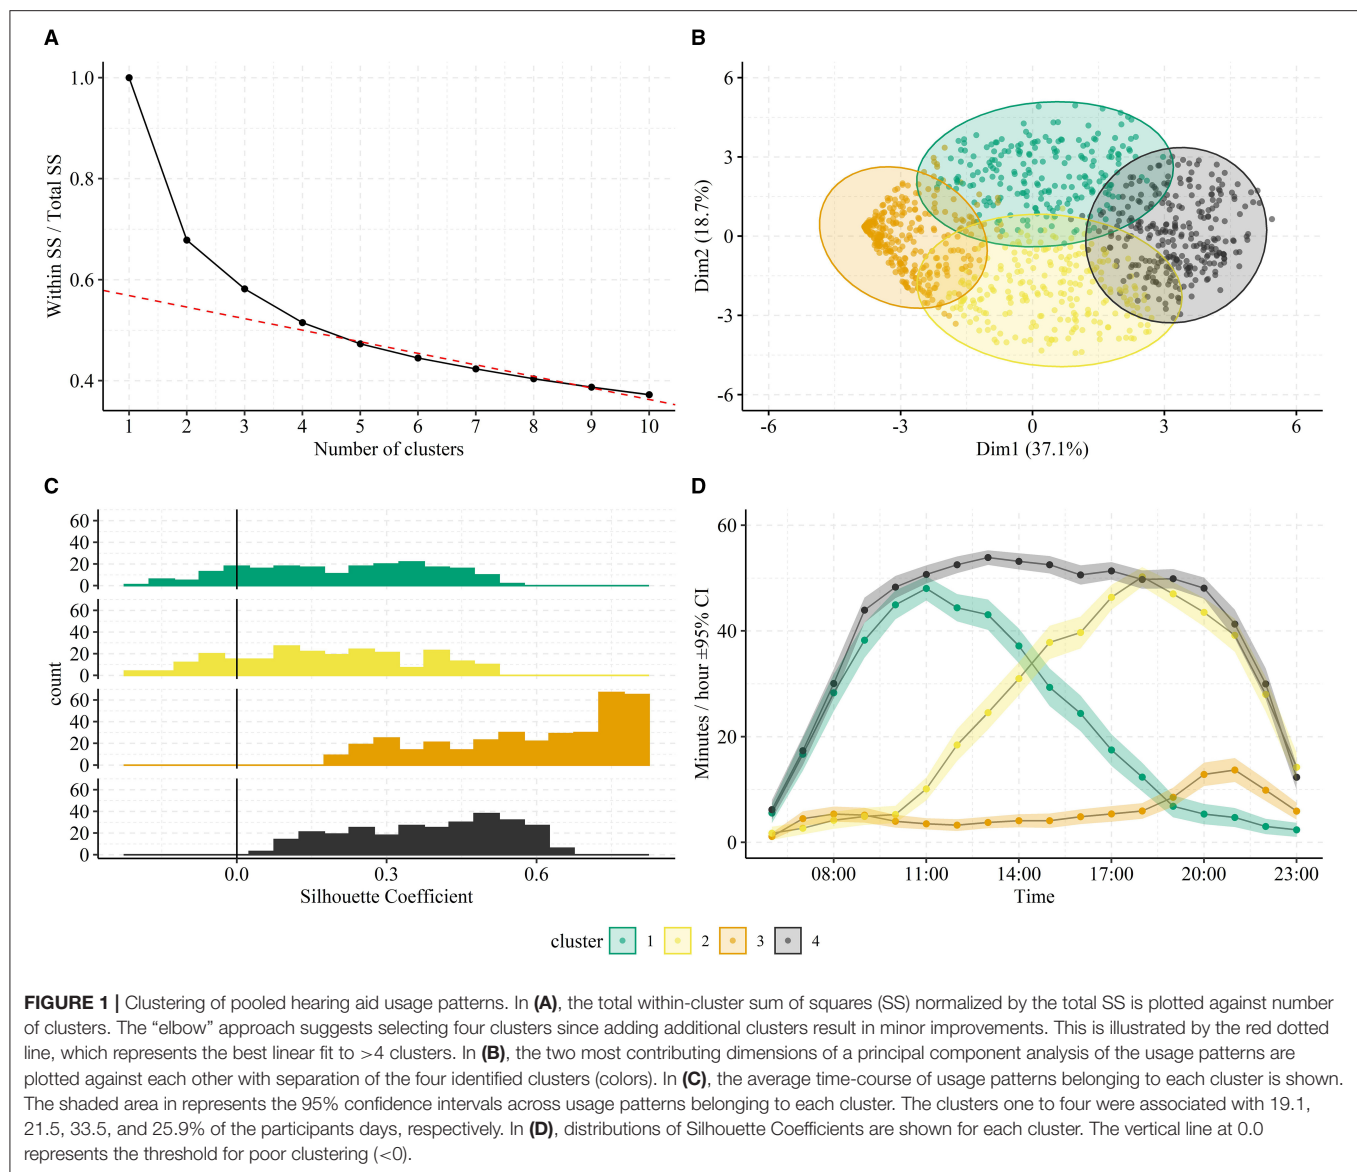 A
1.0
0.8
0.6
0.4
Within SS / Total SS
1 2 3 4 5 6 7 8 9 10
Number of clusters
B
6
3
0
-3
-6
Dim2 (18.7%)
-6 -3 0 3 6
Dim1 (37.1%)
C
60
40
20
0
60
40
20
0
60
40
20
0
60
40
20
0
count
0.0 0.3 0.6
Silhouette Coefficient
D
60
40
20
0
Minutes / hour ±95% CI
08:00 11:00 14:00 17:00 20:00 23:00
Time
cluster 1 2 3 4
FIGURE 1 | Clustering of pooled hearing aid usage patterns. In (A), the total within-cluster sum of squares (SS) normalized by the total SS is plotted against number
of clusters. The “elbow” approach suggests selecting four clusters since adding additional clusters result in minor improvements. This is illustrated by the red dotted
line, which represents the best linear fit to >4 clusters. In (B), the two most contributing dimensions of a principal component analysis of the usage patterns are
plotted against each other with separation of the four identified clusters (colors). In (C), the average time-course of usage patterns belonging to each cluster is shown.
The shaded area in represents the 95% confidence intervals across usage patterns belonging to each cluster. The clusters one to four were associated with 19.1,
21.5, 33.5, and 25.9% of the participants days, respectively. In (D), distributions of Silhouette Coefficients are shown for each cluster. The vertical line at 0.0
represents the threshold for poor clustering (<0).